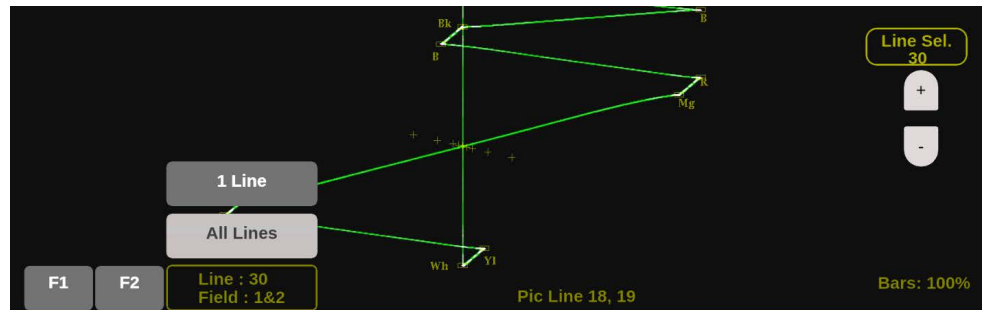 B
Bk
B
Line Sel.
30
+
R
Mg
-
1 Line
All Lines
Wh
Yl
F1
F2
Line : 30
Field : 1&2
Pic Line 18, 19
Bars: 100%